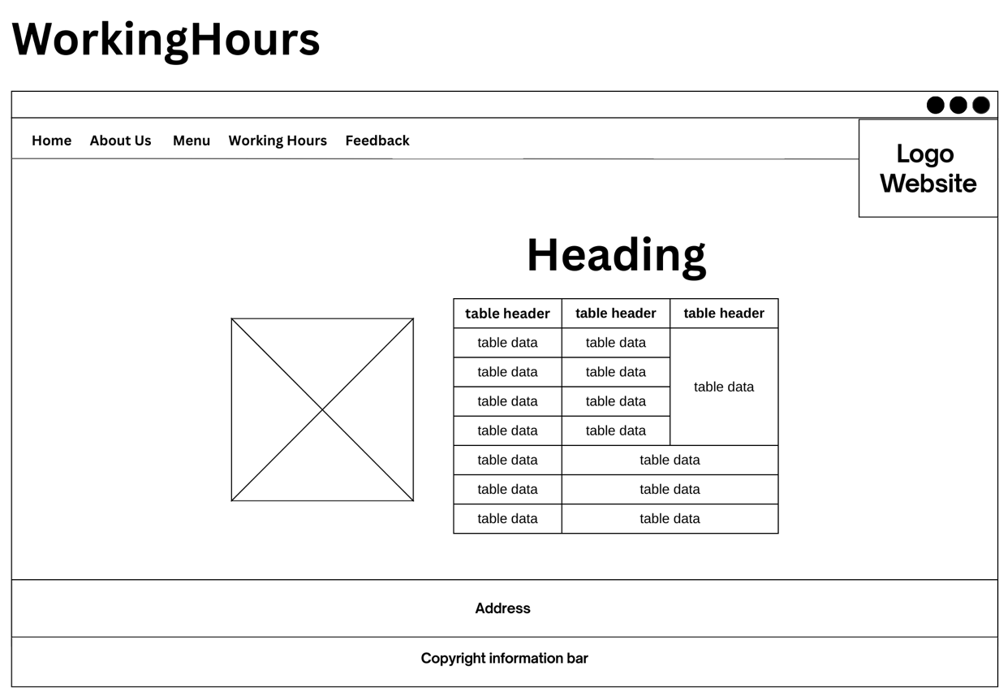 WorkingHours
Home About Us Menu Working Hours Feedback
Logo
Website
Heading
table header table header table header
table data table data
table data table data
table data
table data table data
table data table data
table data table data
table data table data
table data table data
Address
Copyright information bar